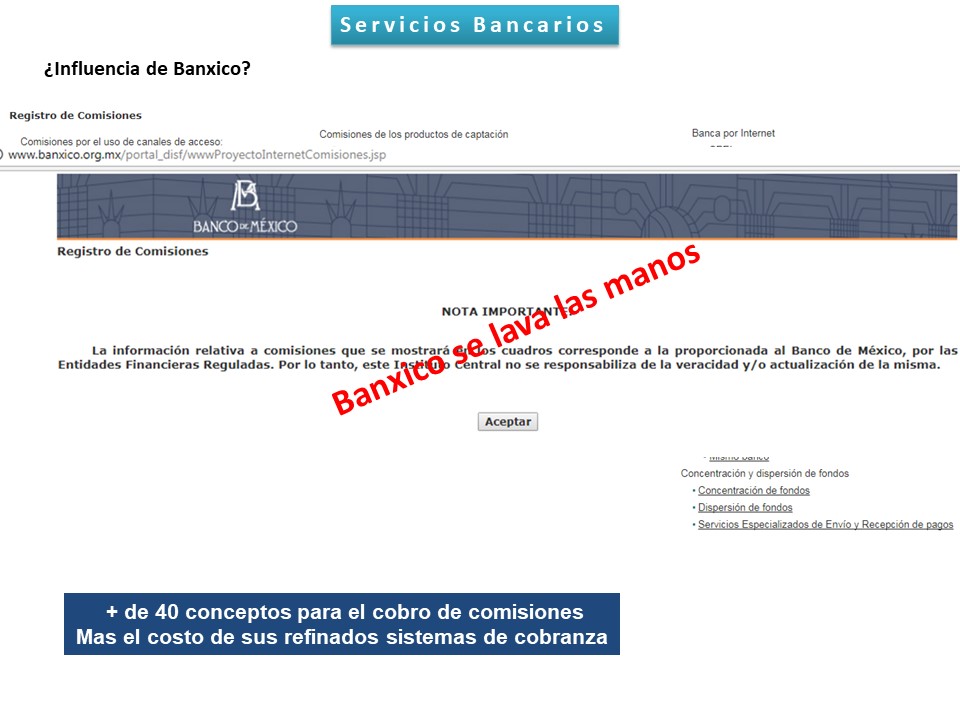 Servicios Bancarios
¿Influencia de Banxico?
Registro de Comisiones
Comisiones por el uso de canales de acceso:
Comisiones de los productos de captación
Banca por Internet
www.banxico.org.mx/portal_disf/wwwProyectoInternetComisiones.jsp
BANCO DE MÉXICO
Registro de Comisiones
NOTA IMPORTANTE:
La información relativa a comisiones que se mostrará en los cuadros corresponde a la proporcionada al Banco de México, por las
Entidades Financieras Reguladas. Por lo tanto, este Instituto Central no se responsabiliza de la veracidad y/o actualización de la misma.
Banxico se lava las manos
Aceptar
• Mismo banco
Concentración y dispersión de fondos
• Concentración de fondos
• Dispersión de fondos
• Servicios Especializados de Envío y Recepción de pagos
+ de 40 conceptos para el cobro de comisiones
Mas el costo de sus refinados sistemas de cobranza